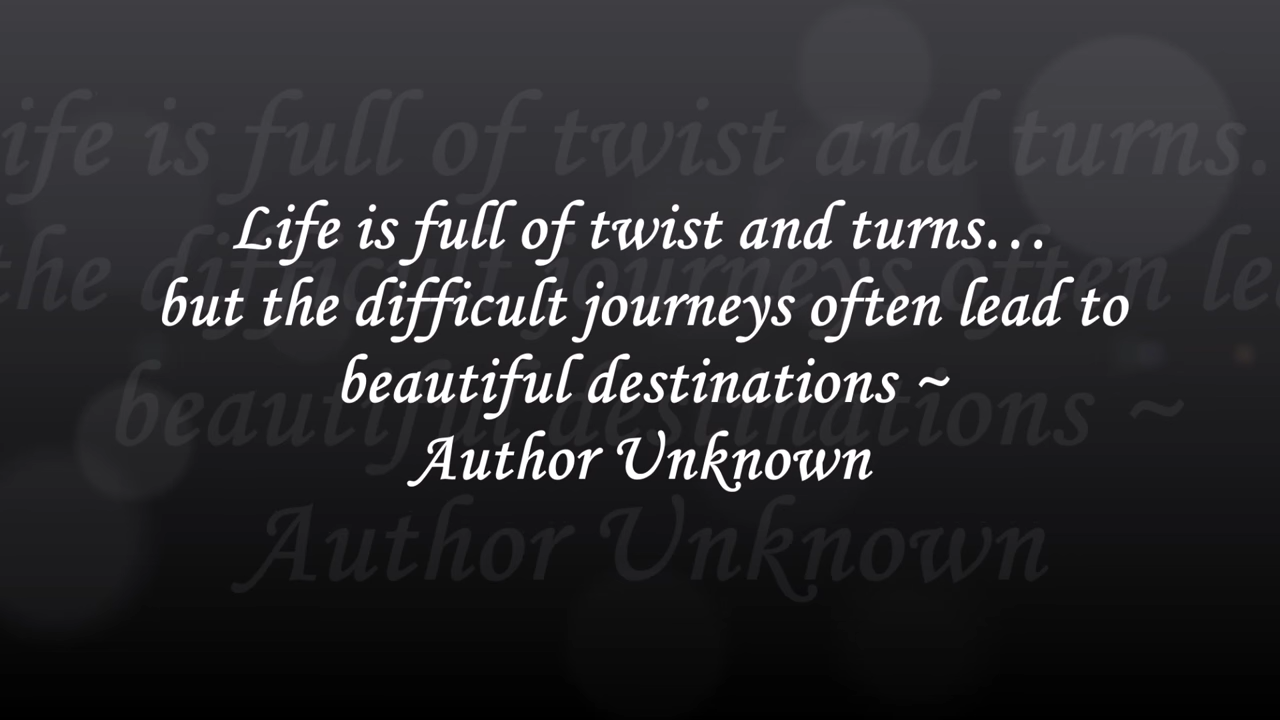 Life is full of twist and turns…
but the difficult journeys often lead to
beautiful destinations ~
Author Unknown